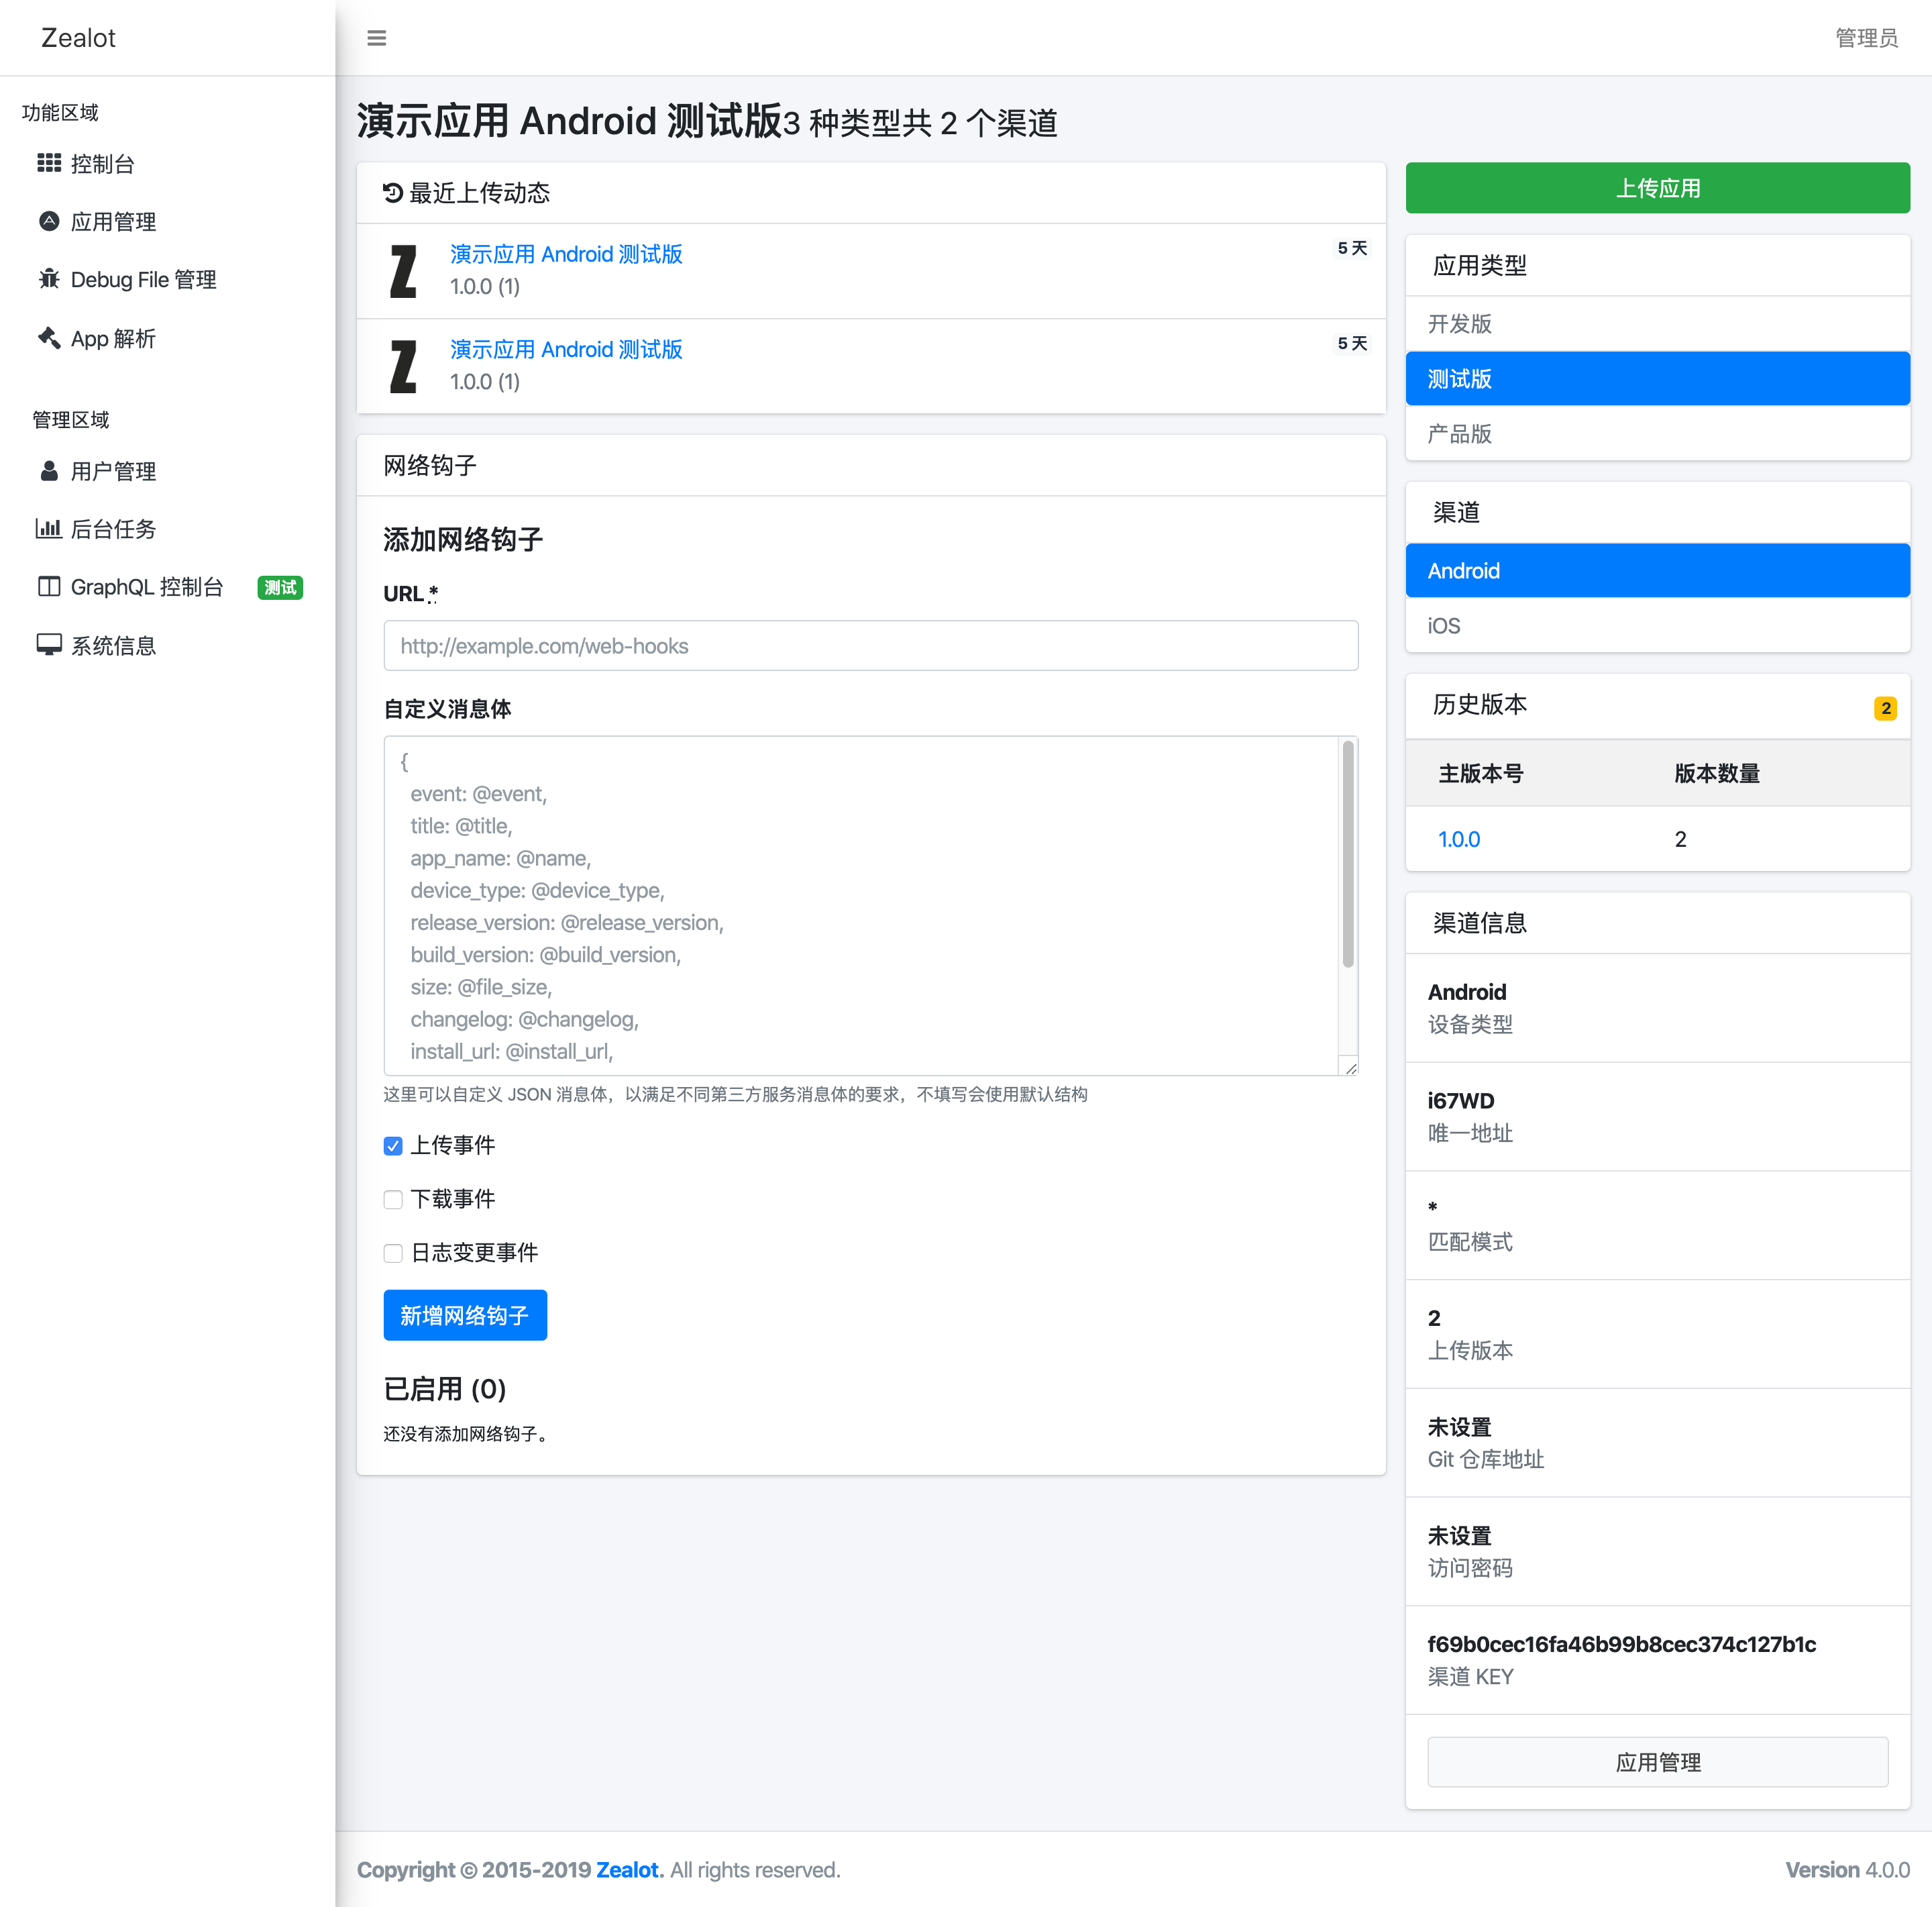 Zealot
管理员
功能区域
控制台
应用管理
Debug File 管理
App 解析
管理区域
用户管理
后台任务
GraphQL 控制台 测试
系统信息
演示应用 Android 测试版3 种类型共 2 个渠道
最近上传动态
Z
演示应用 Android 测试版
5 天
1.0.0 (1)
Z
演示应用 Android 测试版
5 天
1.0.0 (1)
网络钩子
添加网络钩子
URL *
http://example.com/web-hooks
自定义消息体
{
event: @event,
title: @title,
app_name: @name,
device_type: @device_type,
release_version: @release_version,
build_version: @build_version,
size: @file_size,
changelog: @changelog,
install_url: @install_url,
这里可以自定义 JSON 消息体，以满足不同第三方服务消息体的要求，不填写会使用默认结构
上传事件
下载事件
日志变更事件
新增网络钩子
已启用 (0)
还没有添加网络钩子。
上传应用
应用类型
开发版
测试版
产品版
渠道
Android
iOS
历史版本 2
主版本号 版本数量
1.0.0 2
渠道信息
Android
设备类型
i67WD
唯一地址
*
匹配模式
2
上传版本
未设置
Git 仓库地址
未设置
访问密码
f69b0cec16fa46b99b8cec374c127b1c
渠道 KEY
应用管理
Copyright © 2015-2019 Zealot. All rights reserved.
Version 4.0.0